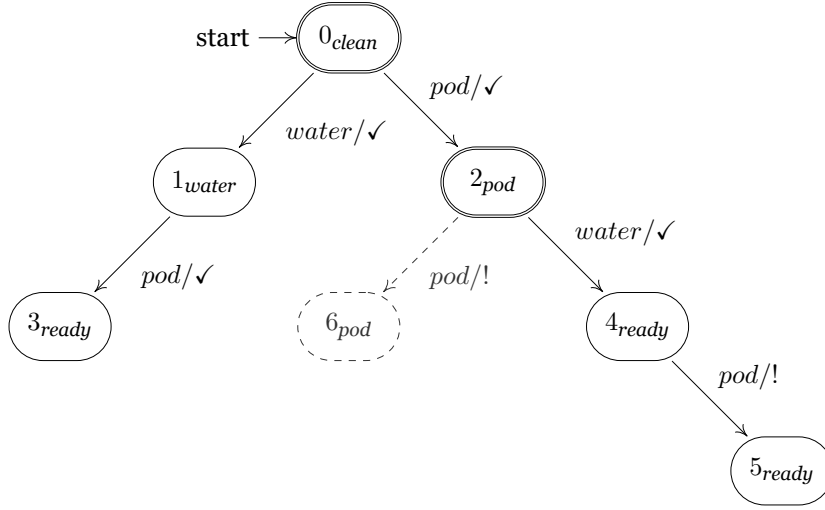 start
0clean
pod/✓
water/✓
1water
2pod
water/✓
pod/✓
pod/!
3ready
6pod
4ready
pod/!
5ready